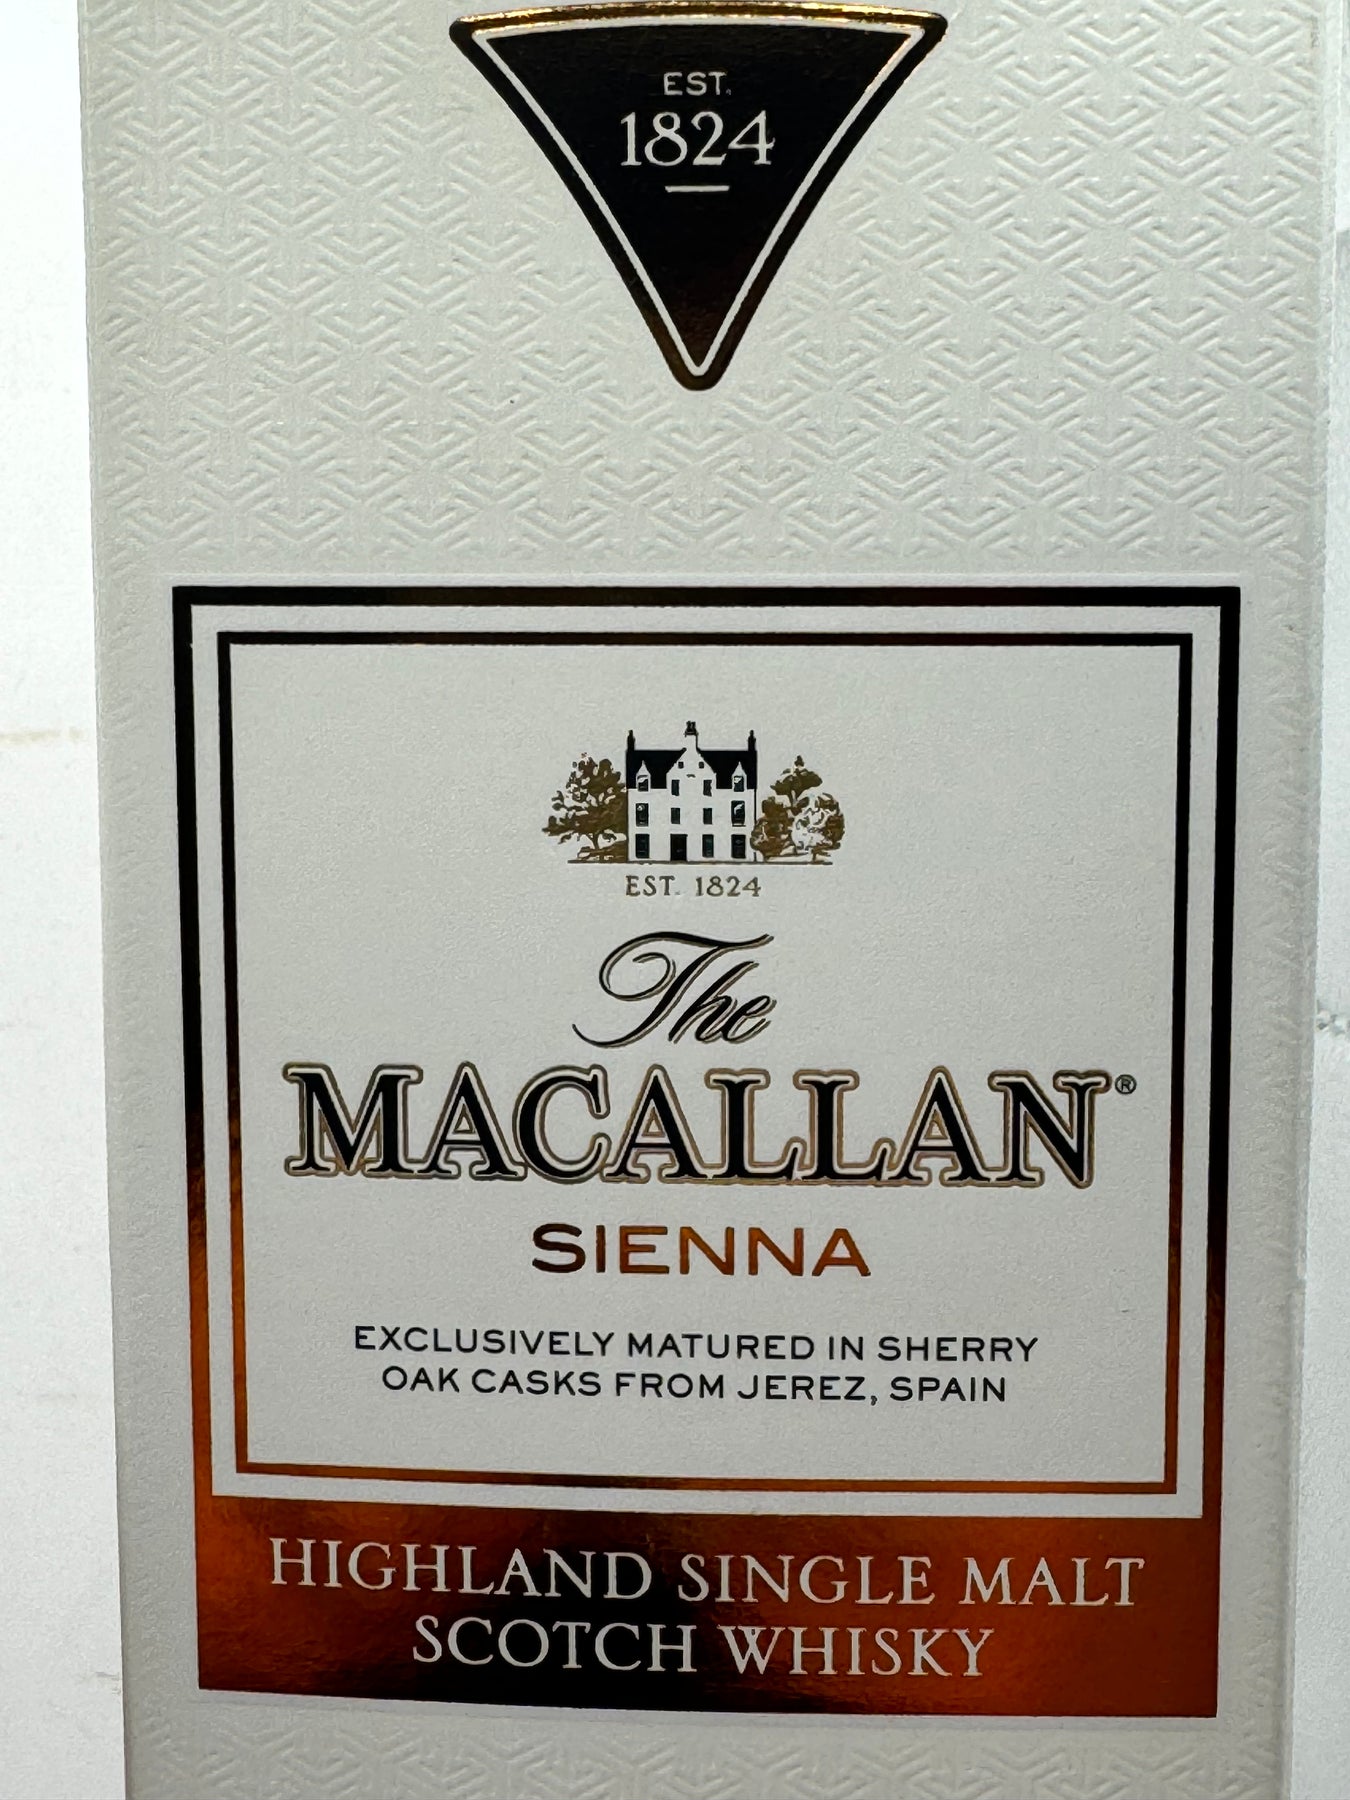 EST.
1824
EST. 1824
The
MACALLAN®
SIENNA
EXCLUSIVELY MATURED IN SHERRY
OAK CASKS FROM JEREZ, SPAIN
HIGHLAND SINGLE MALT
SCOTCH WHISKY